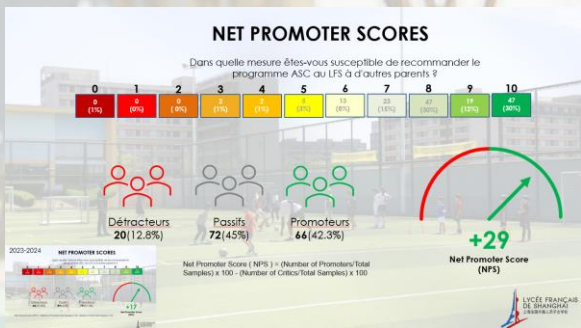 NET PROMOTER SCORES
Dans quelle mesure êtes-vous susceptible de recommander le
programme ASC au LFS à d'autres parents ?
0 1 2 3 4 5 6 7 8 9 10
0 0 0 2 2 5 13 23 47 19 47
(1%) (0%) (0%) (1%) (1%) (3%) (8%) (15%) (30%) (12%) (30%)
Détracteurs Passifs Promoteurs
20(12.8%) 72(45%) 66(42.3%)
+29
Net Promoter Score
(NPS)
Net Promoter Score ( NPS ) = (Number of Promoters/Total
Samples) x 100 - (Number of Critics/Total Samples) x 100
2023-2024
NET PROMOTER SCORES
+17
Net Promoter Score
(NPS)
LYCÉE FRANÇAIS
DE SHANGHAI